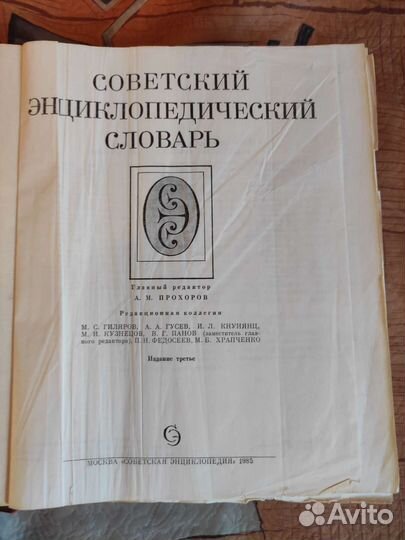 СОВЕТСКИЙ
ЭНЦИКЛОПЕДИЧЕСКИЙ
СЛОВАРЬ
Главный редактор
А. М. ПРОХОРОВ
Редакционная коллегия
М. С. ГИЛЯРОВ, А. А. ГУСЕВ, И. Л. КНУНЯНЦ,
М. И. КУЗНЕЦОВ, В. Г. ПАНОВ (заместитель глав-
ного редактора), П. Н. ФЕДОСЕЕВ, М. Б. ХРАПЧЕНКО
Издание третье
МОСКВА «СОВЕТСКАЯ ЭНЦИКЛОПЕДИЯ» 1985
Avito